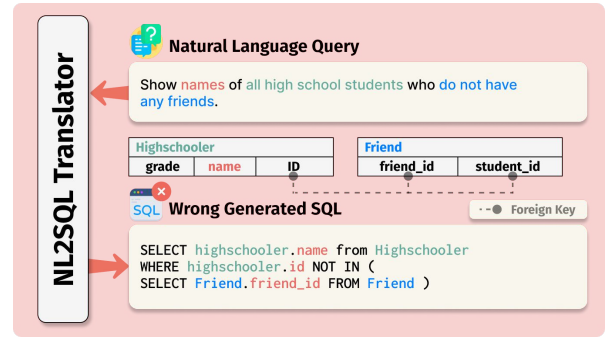 NL2SQL Translator
Natural Language Query
Show names of all high school students who do not have
any friends.
Highschooler
grade name ID
Friend
friend_id student_id
SQL
Wrong Generated SQL
Foreign Key
SELECT highschooler.name from Highschooler
WHERE highschooler.id NOT IN (
SELECT Friend.friend_id FROM Friend )